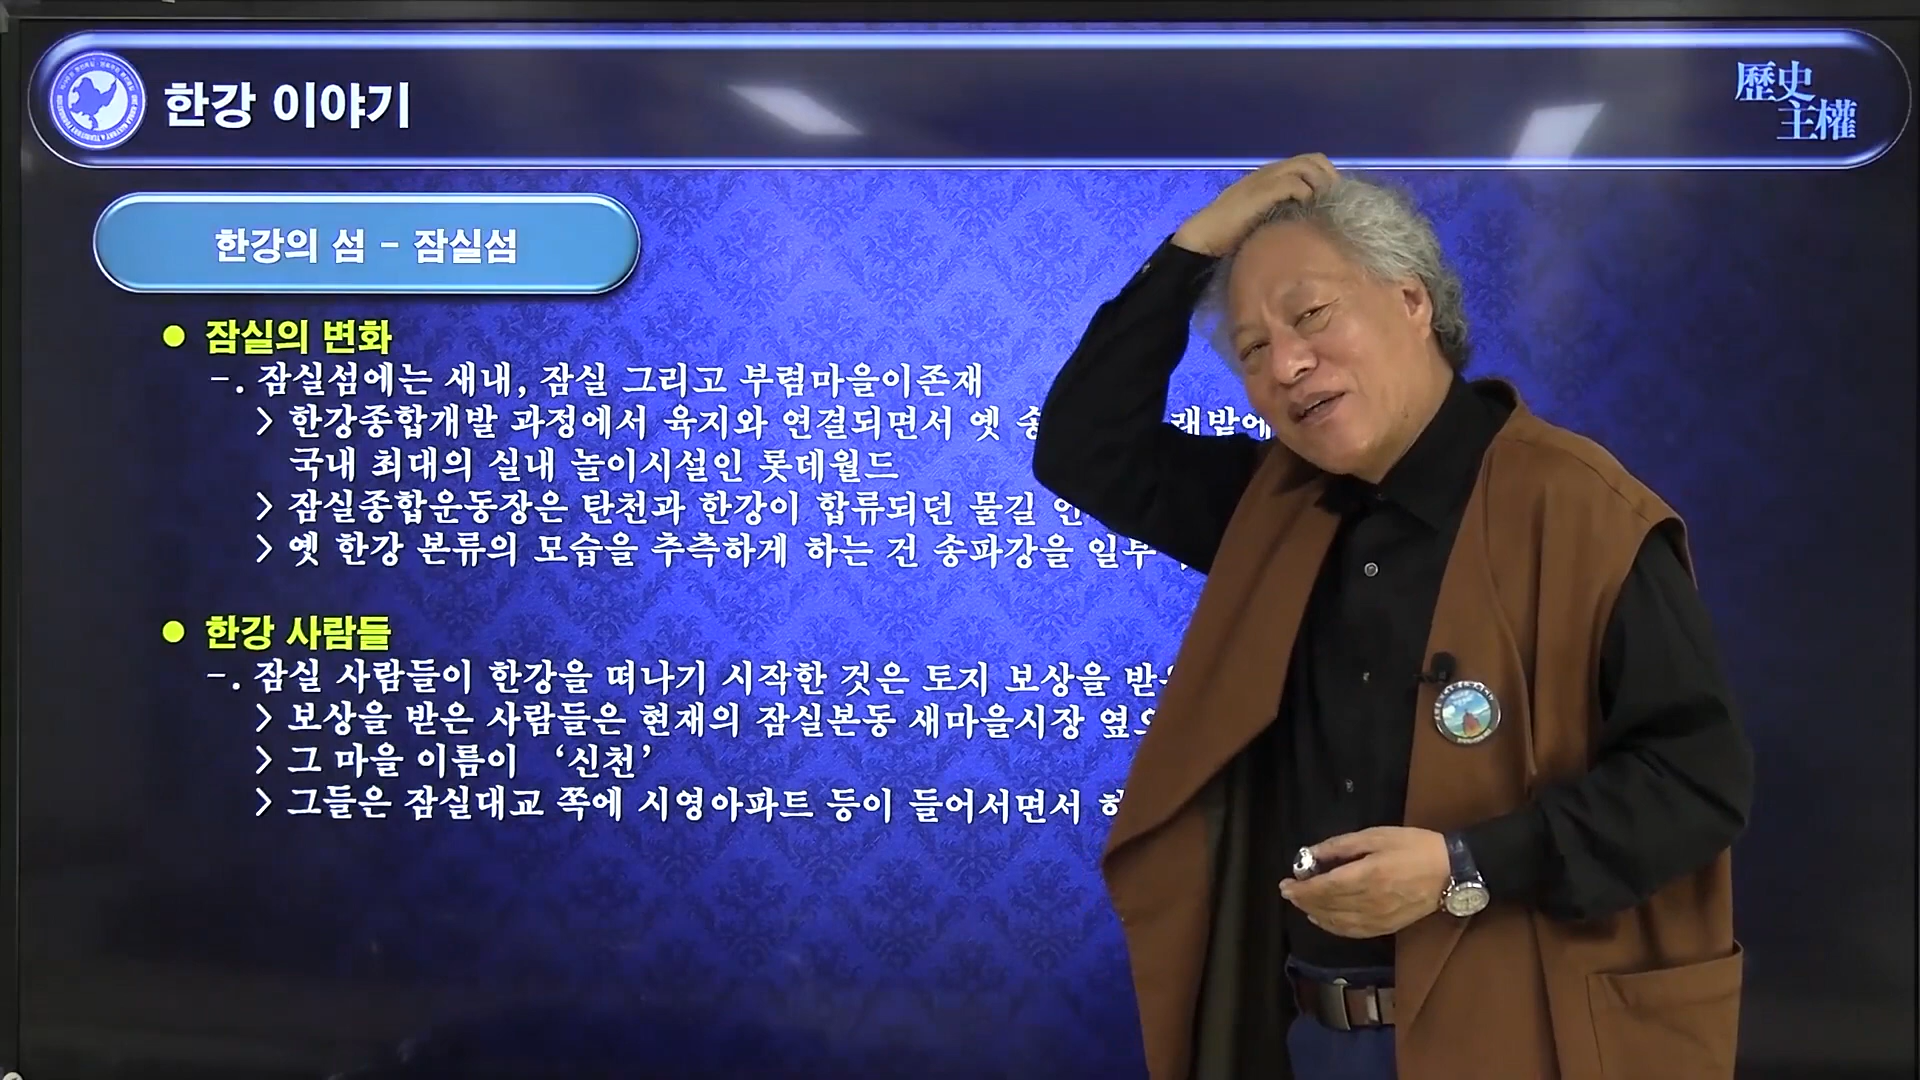 한강 이야기
歷史
主權
한강의 섬 - 잠실섬
● 잠실의 변화
-. 잠실섬에는 새내, 잠실 그리고 부렴마을이존재
> 한강종합개발 과정에서 육지와 연결되면서 옛
국내 최대의 실내 놀이시설인 롯데월드
> 잠실종합운동장은 탄천과 한강이 합류되던 물길
> 옛 한강 본류의 모습을 추측하게 하는 건 송파강을 일부
● 한강 사람들
-. 잠실 사람들이 한강을 떠나기 시작한 것은 토지 보상을
> 보상을 받은 사람들은 현재의 잠실본동 새마을시장
> 그 마을 이름이 ‘신천’
> 그들은 잠실대교 쪽에 시영아파트 등이 들어서면서